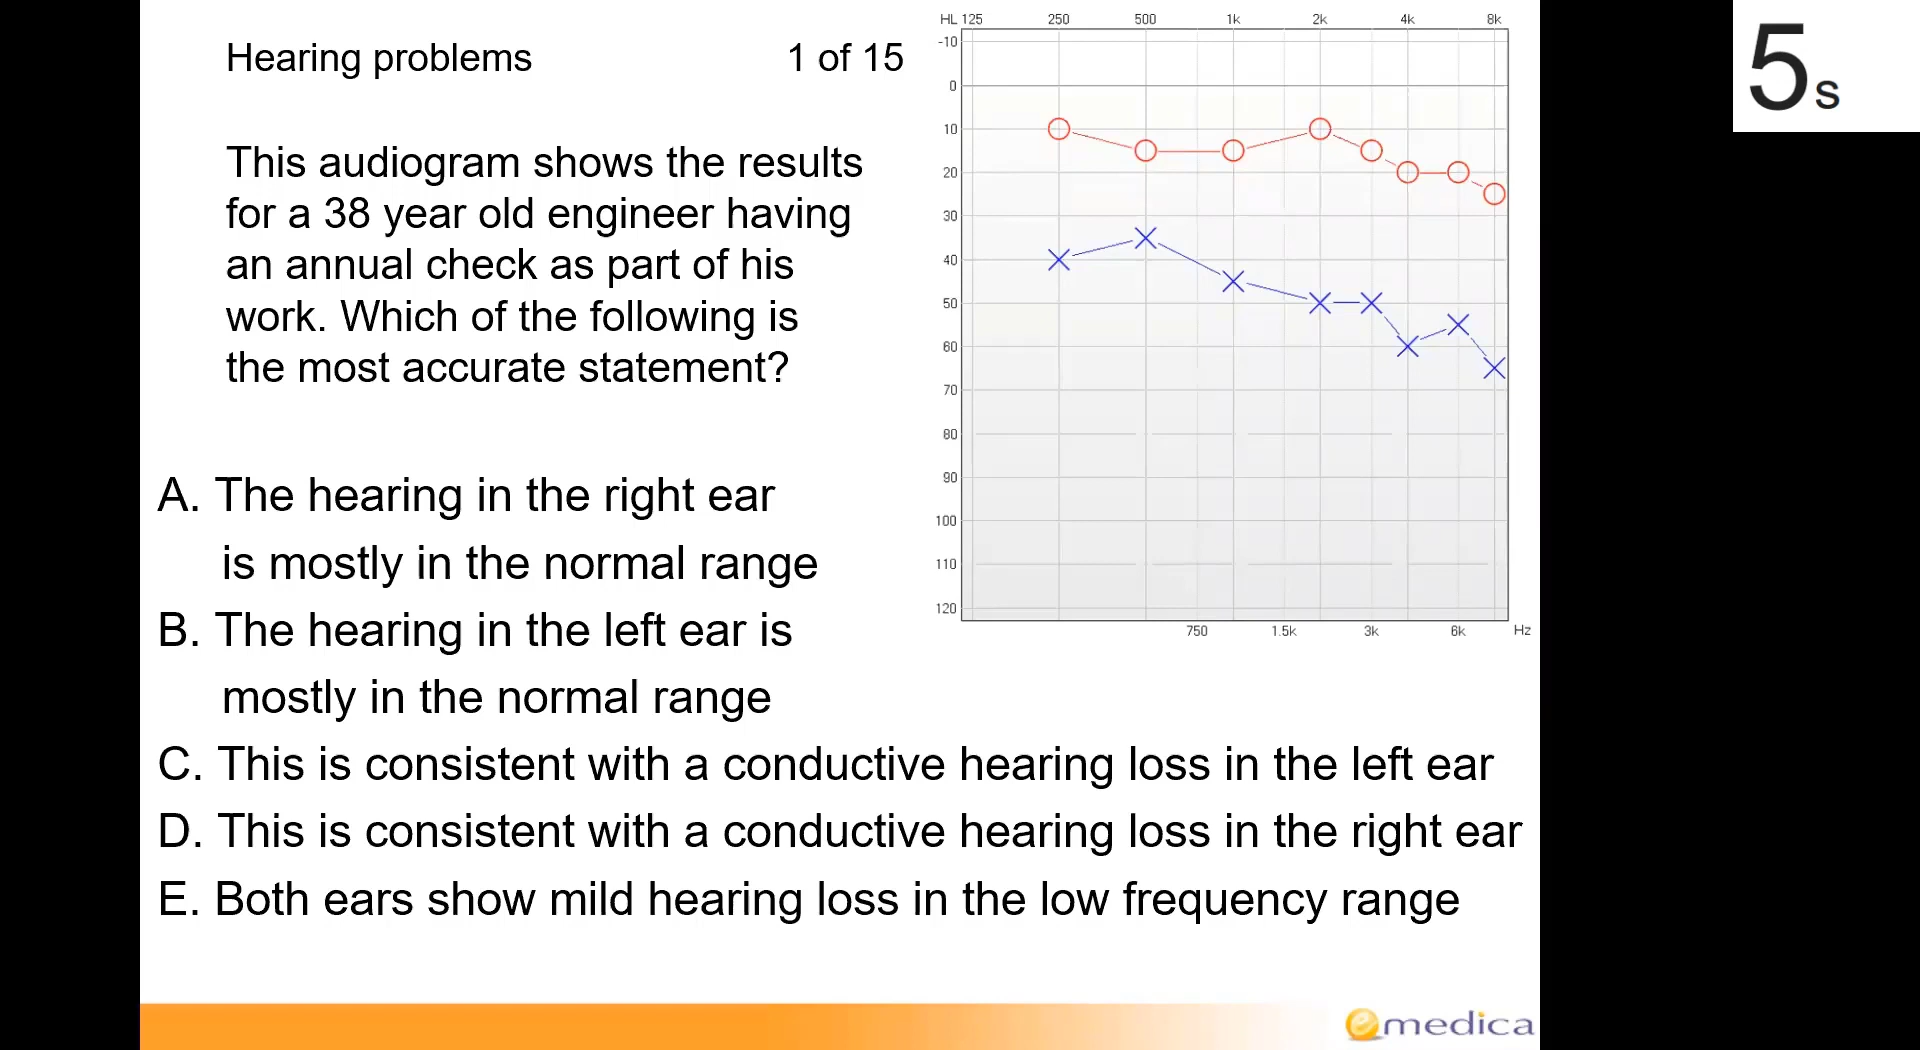 Hearing problems 1 of 15
5s
This audiogram shows the results
for a 38 year old engineer having
an annual check as part of his
work. Which of the following is
the most accurate statement?
A. The hearing in the right ear
is mostly in the normal range
B. The hearing in the left ear is
mostly in the normal range
C. This is consistent with a conductive hearing loss in the left ear
D. This is consistent with a conductive hearing loss in the right ear
E. Both ears show mild hearing loss in the low frequency range
HL 125 250 500 1k 2k 4k 8k
-10
0
10
20
30
40
50
60
70
80
90
100
110
120
750 1.5k 3k 6k Hz
emedica